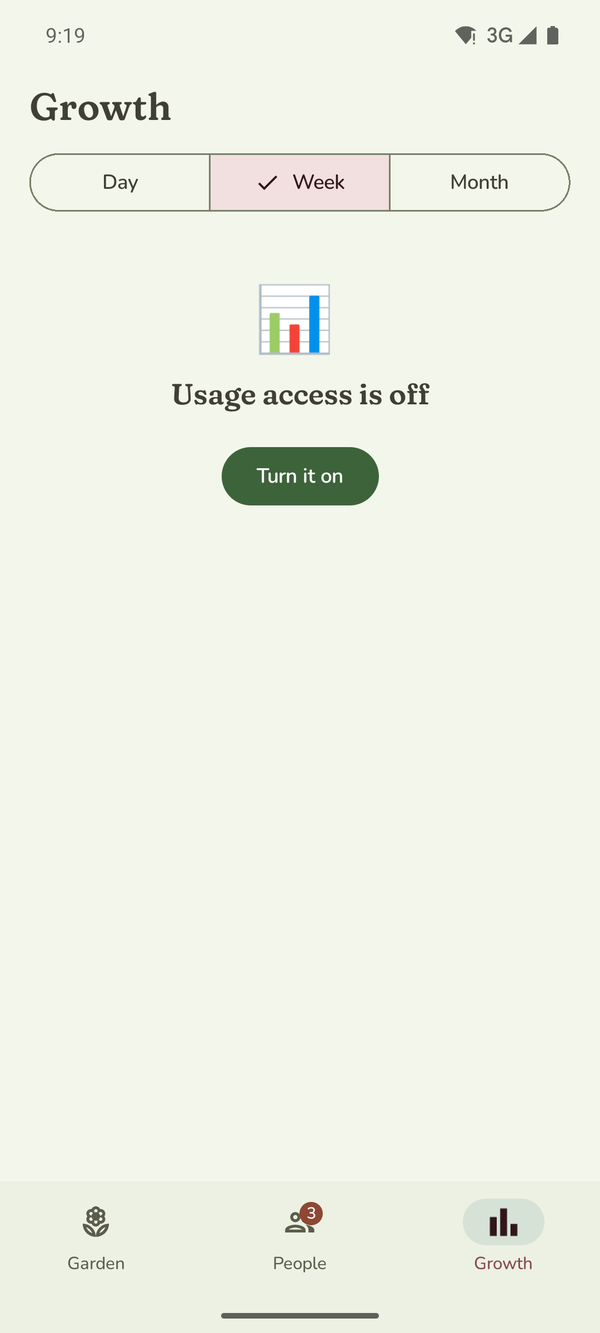 9:19
3G
Growth
Day
Week
Month
Usage access is off
Turn it on
3
Garden
People
Growth